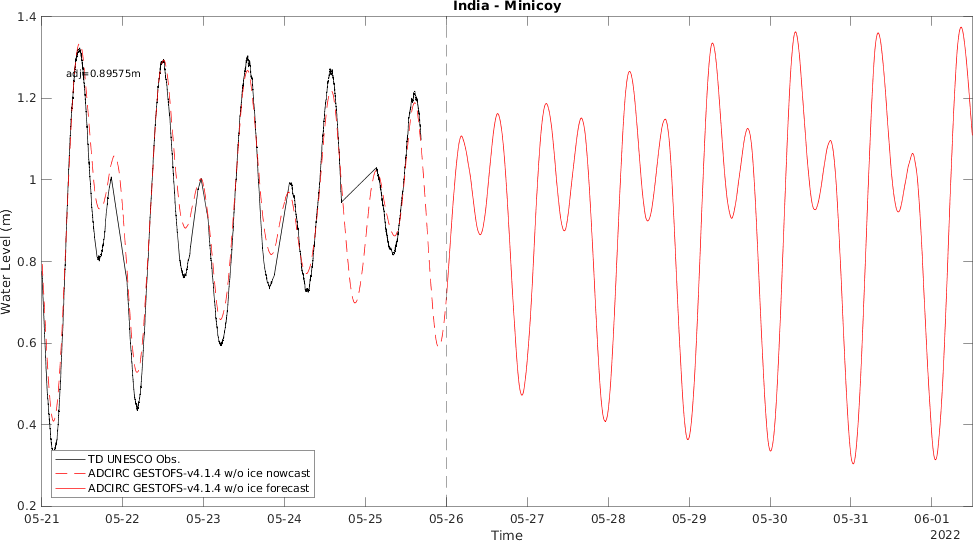 India - Minicoy
1.4
1.2
1
0.8
0.6
0.4
0.2
Water Level (m)
adj=0.89575m
TD UNESCO Obs.
ADCIRC GESTOFS-v4.1.4 w/o ice nowcast
ADCIRC GESTOFS-v4.1.4 w/o ice forecast
05-21 05-22 05-23 05-24 05-25 05-26 05-27 05-28 05-29 05-30 05-31 06-01
Time
2022